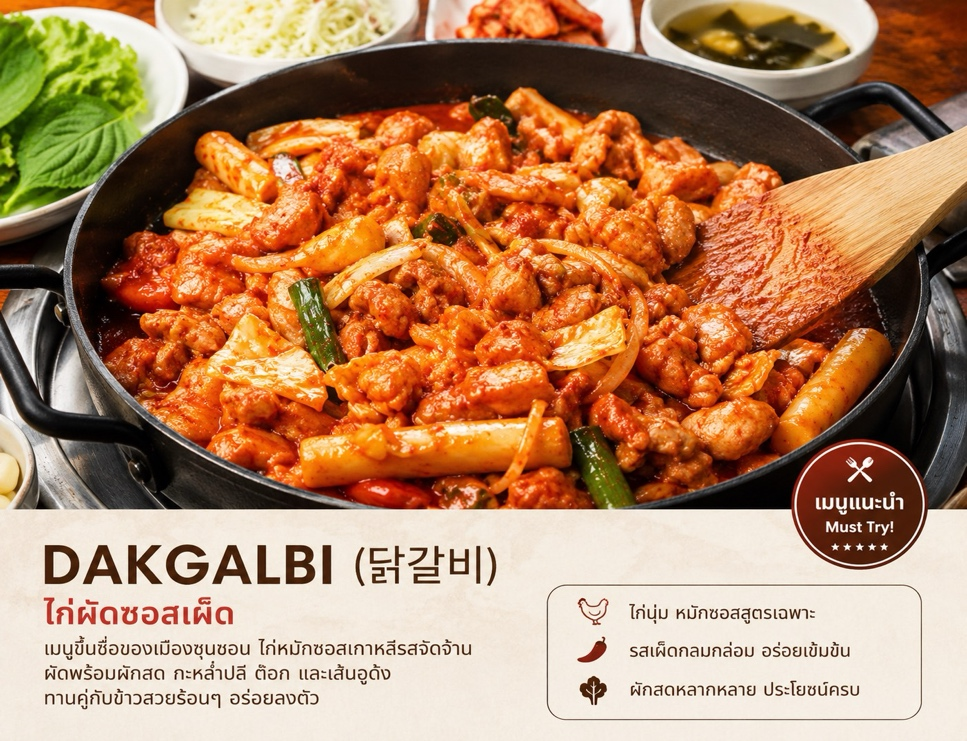 เมนูแนะนำ
Must Try!
DAKGALBI (닭갈비)
ไก่ผัดซอสเผ็ด
เมนูขึ้นชื่อของเมืองชุนชอน ไก่หมักซอสเกาหลีรสจัดจ้าน
ผัดพร้อมผักสด กะหล่ำปลี ต๊อก และเส้นอูด้ง
ทานคู่กับข้าวสวยร้อนๆ อร่อยลงตัว
ไก่นุ่ม หมักซอสสูตรเฉพาะ
รสเผ็ดกลมกล่อม อร่อยเข้มข้น
ผักสดหลากหลาย ประโยชน์ครบ